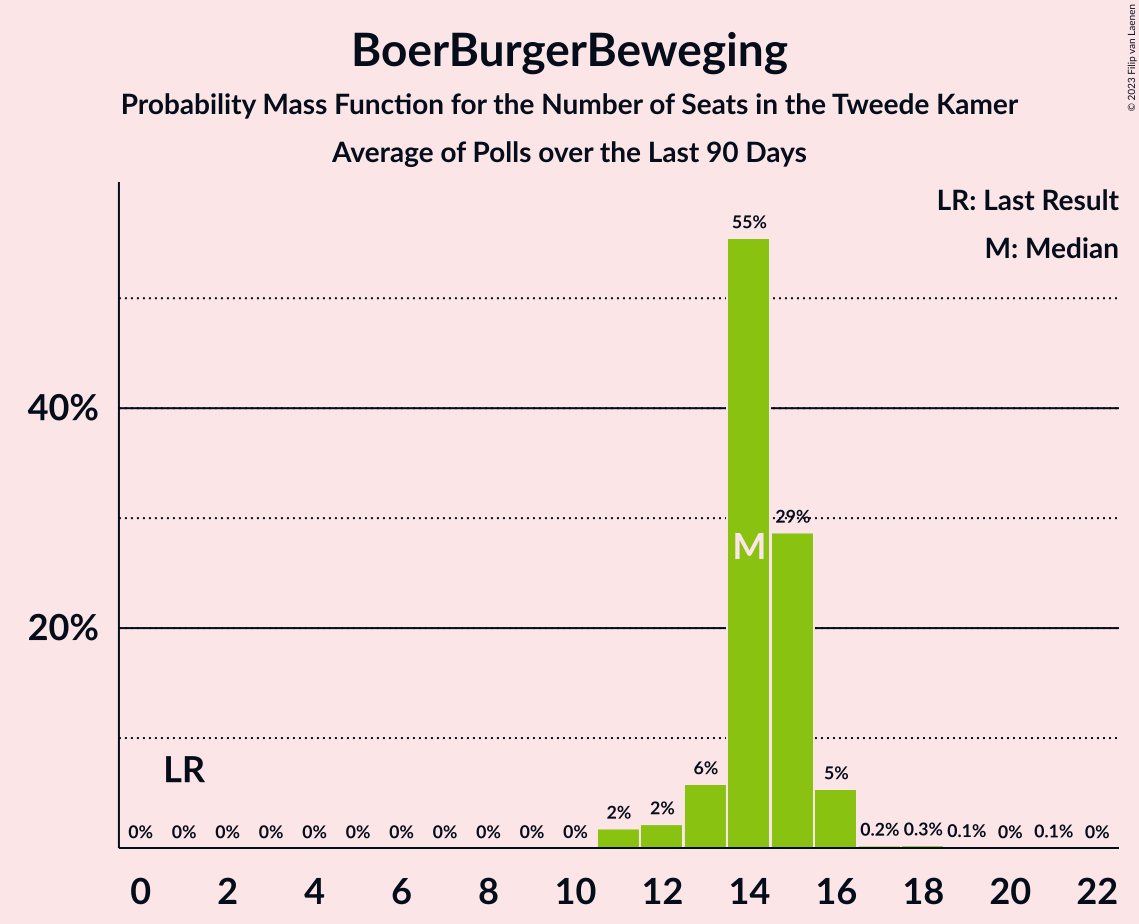 BoerBurgerBeweging
Probability Mass Function for the Number of Seats in the Tweede Kamer
Average of Polls over the Last 90 Days
© 2023 Filip van Laenen
LR: Last Result
M: Median
55%
40%
29%
M
20%
LR
0% 0% 0% 0% 0% 0% 0% 0% 0% 0% 0% 2% 2% 6% 5% 0.2% 0.3% 0.1% 0% 0.1% 0%
0 2 4 6 8 10 12 14 16 18 20 22